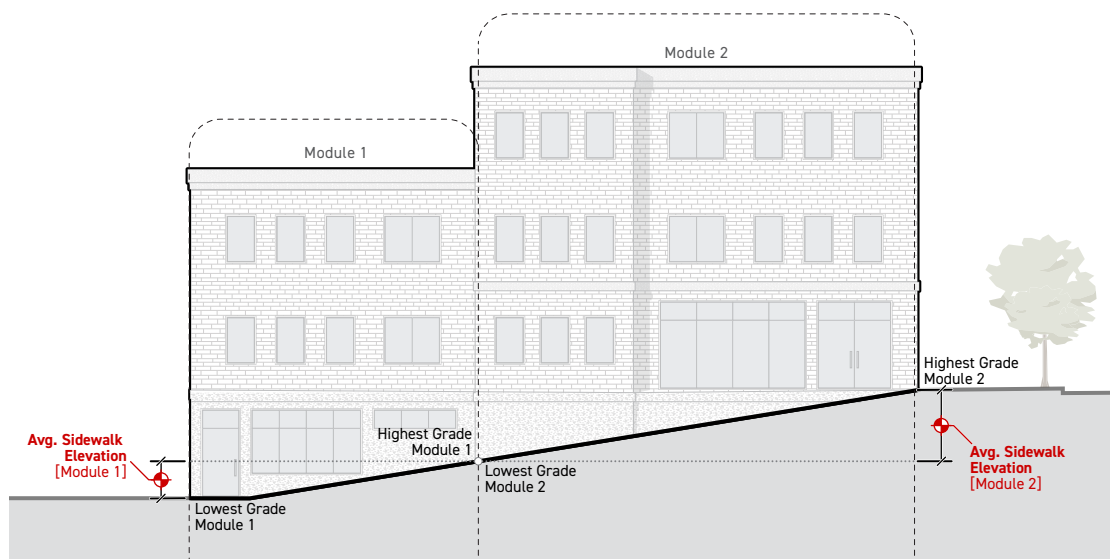 Module 2
Module 1
Highest Grade
Module 2
Highest Grade
Module 1
Avg. Sidewalk
Elevation
[Module 1]
Avg. Sidewalk
Elevation
[Module 2]
Lowest Grade
Module 2
Lowest Grade
Module 1